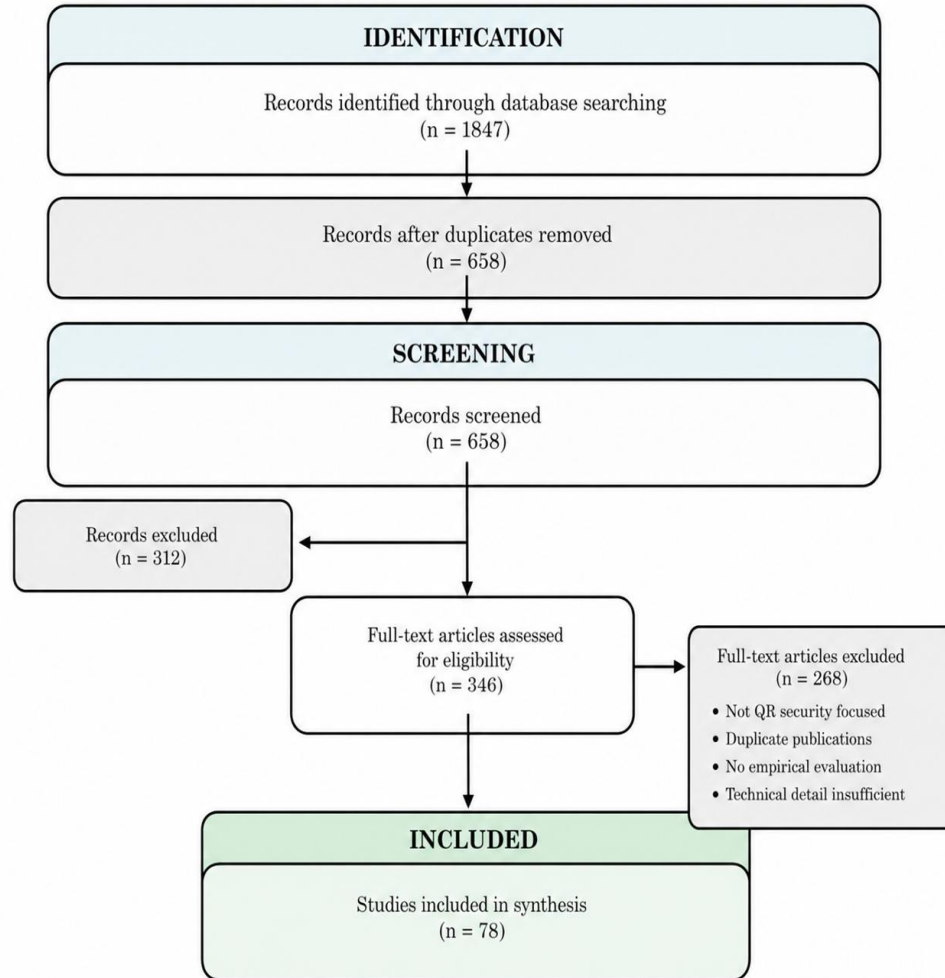 IDENTIFICATION
Records identified through database searching
(n = 1847)
Records after duplicates removed
(n = 658)
SCREENING
Records screened
(n = 658)
Records excluded
(n = 312)
Full-text articles assessed
for eligibility
(n = 346)
Full-text articles excluded
(n = 268)
• Not QR security focused
• Duplicate publications
• No empirical evaluation
• Technical detail insufficient
INCLUDED
Studies included in synthesis
(n = 78)